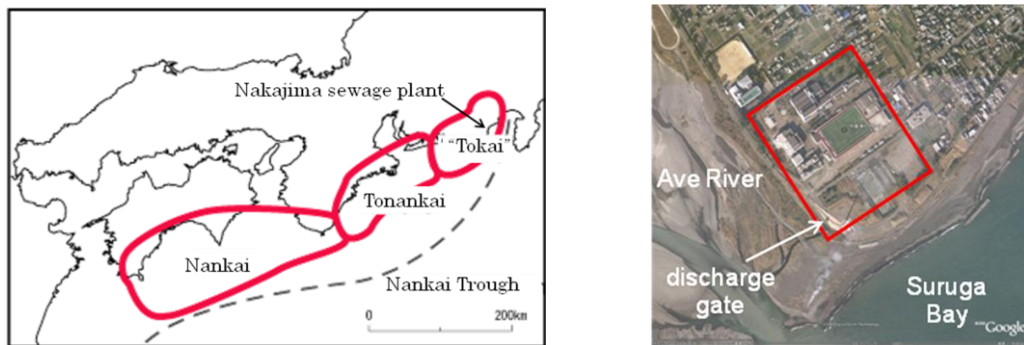 Nakajima sewage plant
"Tokai"
Tonankai
Nankai
Nankai Trough
0 200km
Ave River
discharge
gate
Suruga
Bay
Google